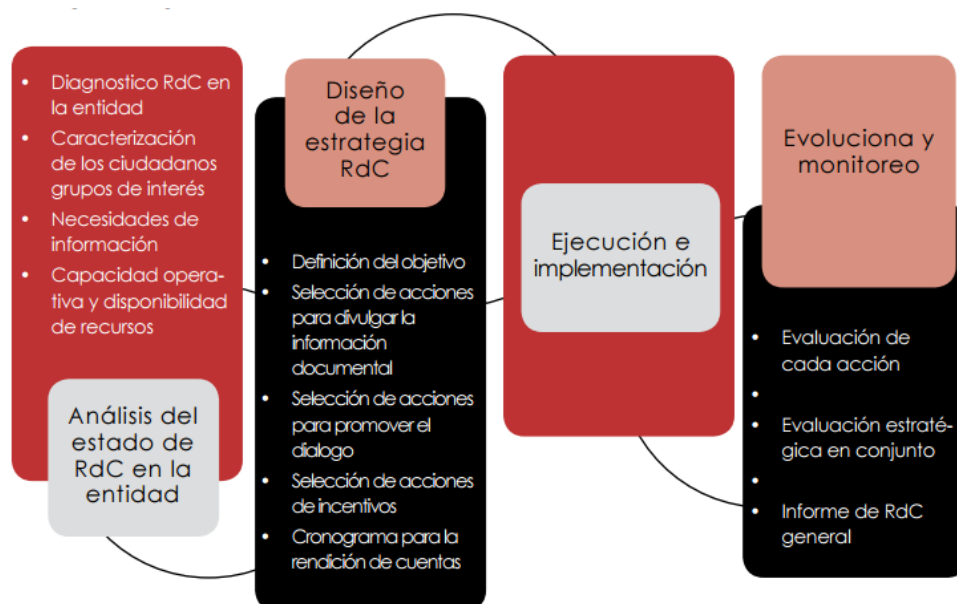 • Diagnostico RdC en
la entidad
• Caracterización
de los ciudadanos
grupos de interés
• Necesidades de
información
• Capacidad opera-
tiva y disponibilidad
de recursos
Análisis del
estado de
RdC en la
entidad
Diseño
de la
estrategia
RdC
• Definición del objetivo
• Selección de acciones
para divulgar la
información
documental
• Selección de acciones
para promover el
dialogo
• Selección de acciones
de incentivos
• Cronograma para la
rendición de cuentas
Ejecución e
implementación
Evoluciona y
monitoreo
• Evaluación de
cada acción
•
• Evaluación estraté-
gica en conjunto
•
• Informe de RdC
general